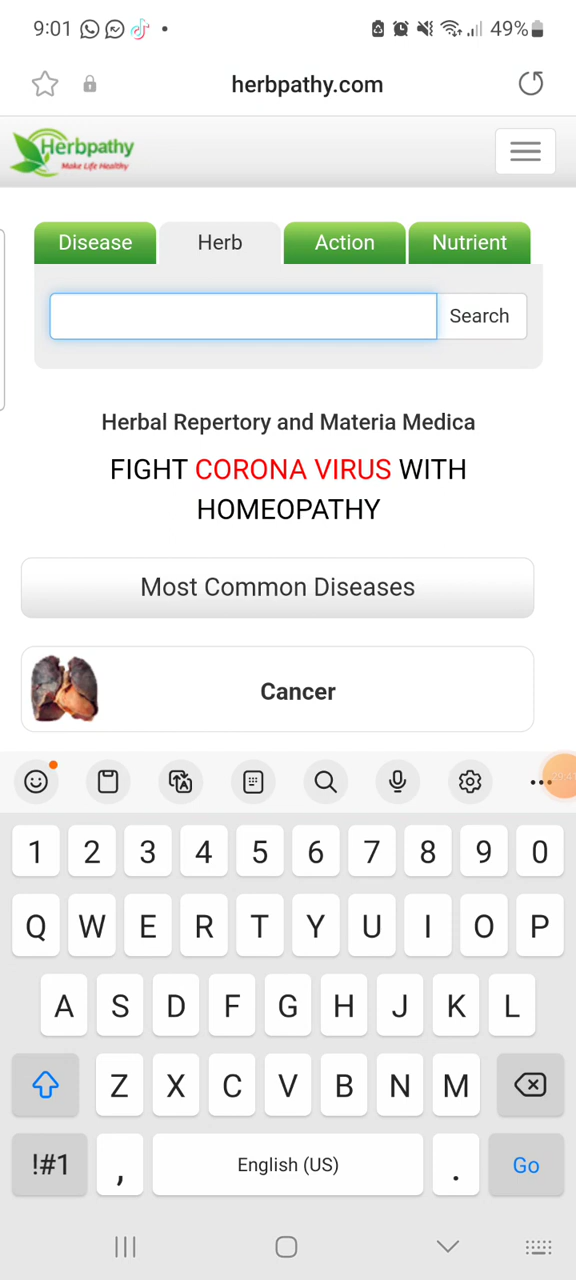 9:01 49%
herbpathy.com
Herbpathy
Make Life Healthy
Disease Herb Action Nutrient
Search
Herbal Repertory and Materia Medica
FIGHT CORONA VIRUS WITH
HOMEOPATHY
Most Common Diseases
Cancer
1 2 3 4 5 6 7 8 9 0
Q W E R T Y U I O P
A S D F G H J K L
Z X C V B N M
!#1 , English (US) . Go